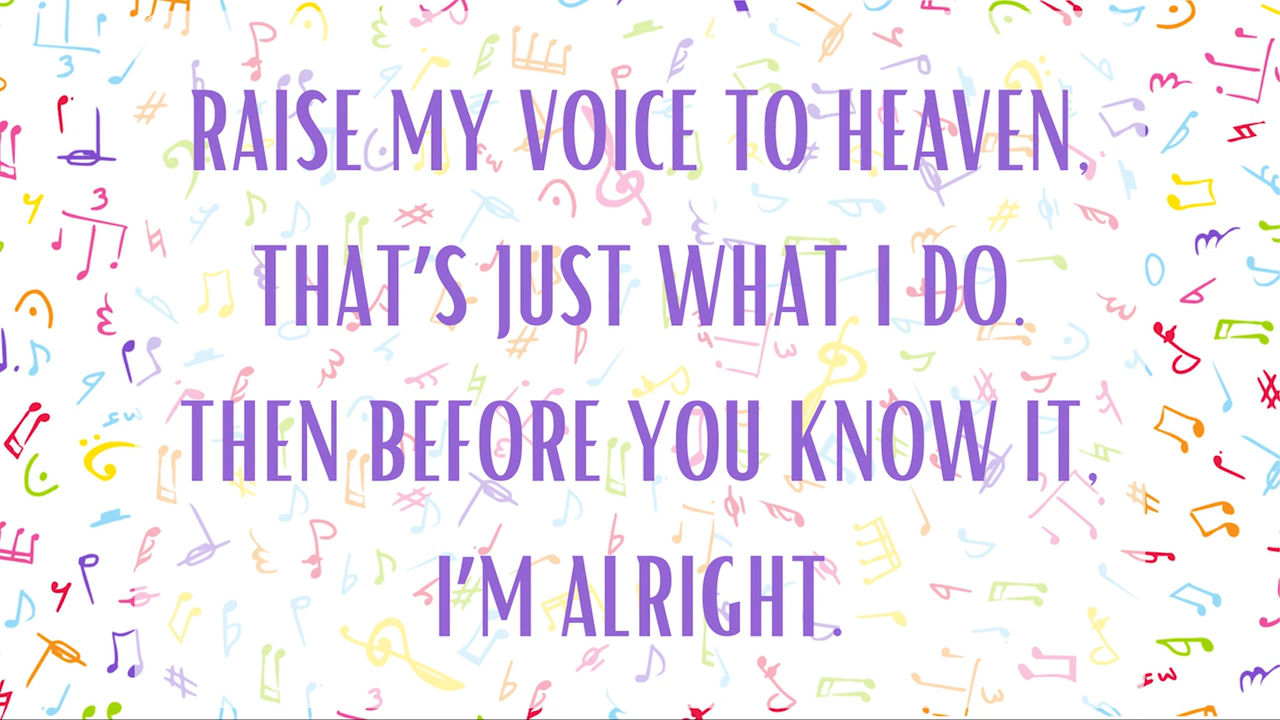 RAISE MY VOICE TO HEAVEN,
THAT'S JUST WHAT I DO.
THEN BEFORE YOU KNOW IT,
I'M ALRIGHT.